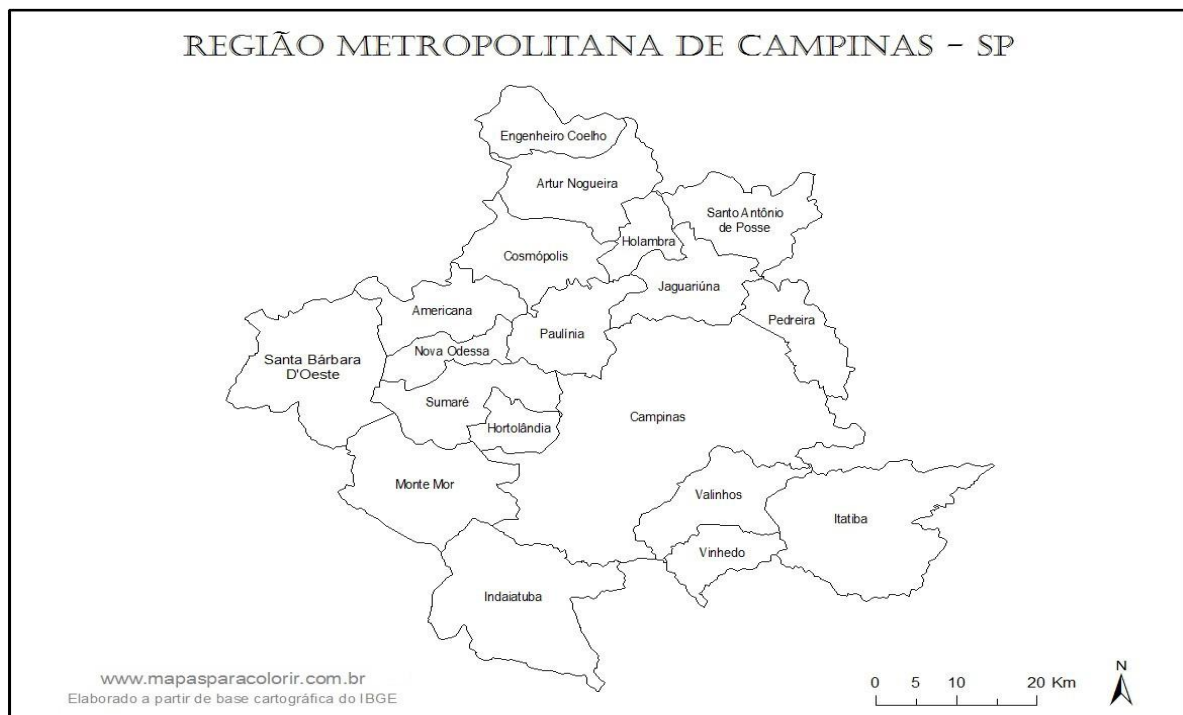 REGIÃO METROPOLITANA DE CAMPINAS – SP
Engenheiro Coelho
Artur Nogueira
Santo Antônio
de Posse
Holambra
Cosmópolis
Jaguariúna
Americana
Pedreira
Paulínia
Nova Odessa
Santa Bárbara
D'Oeste
Sumaré
Campinas
Hortolândia
Monte Mor
Valinhos
Itatiba
Vinhedo
Indaiatuba
www.mapasparacolorir.com.br
Elaborado a partir de base cartográfica do IBGE
N
0 5 10 20 Km